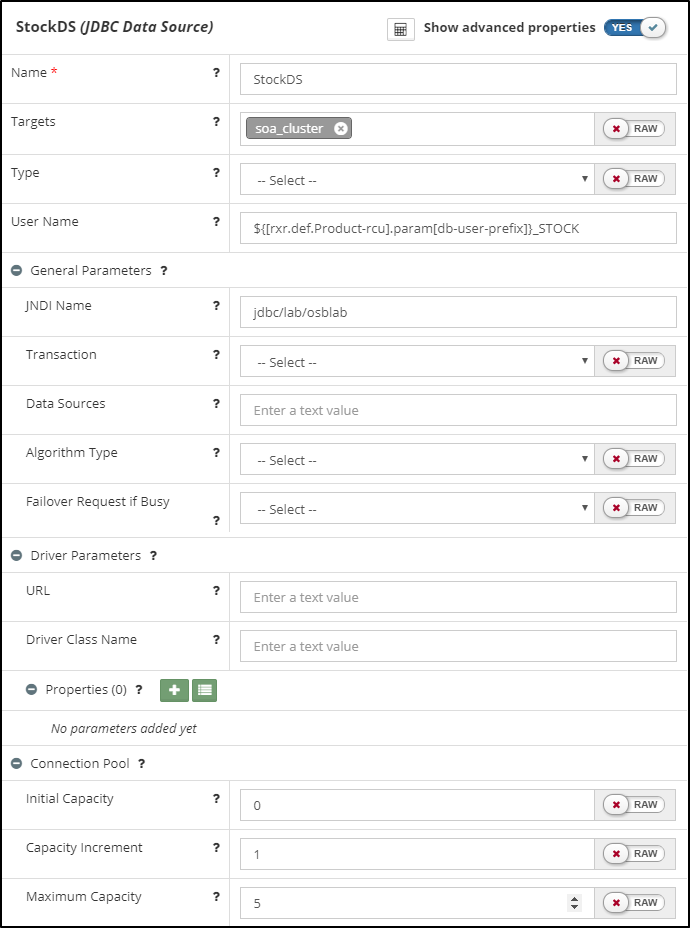 StockDS (JDBC Data Source) Show advanced properties YES
Name * ? StockDS
Targets ? soa_cluster RAW
Type ? -- Select -- RAW
User Name ? ${[rxr.def.Product-rcu].param[db-user-prefix]}_STOCK
General Parameters ?
JNDI Name ? jdbc/lab/osblab
Transaction ? -- Select -- RAW
Data Sources ? Enter a text value
Algorithm Type ? -- Select -- RAW
Failover Request if Busy ? -- Select -- RAW
Driver Parameters ?
URL ? Enter a text value
Driver Class Name ? Enter a text value
Properties (0) ?
No parameters added yet
Connection Pool ?
Initial Capacity ? 0 RAW
Capacity Increment ? 1 RAW
Maximum Capacity ? 5 RAW